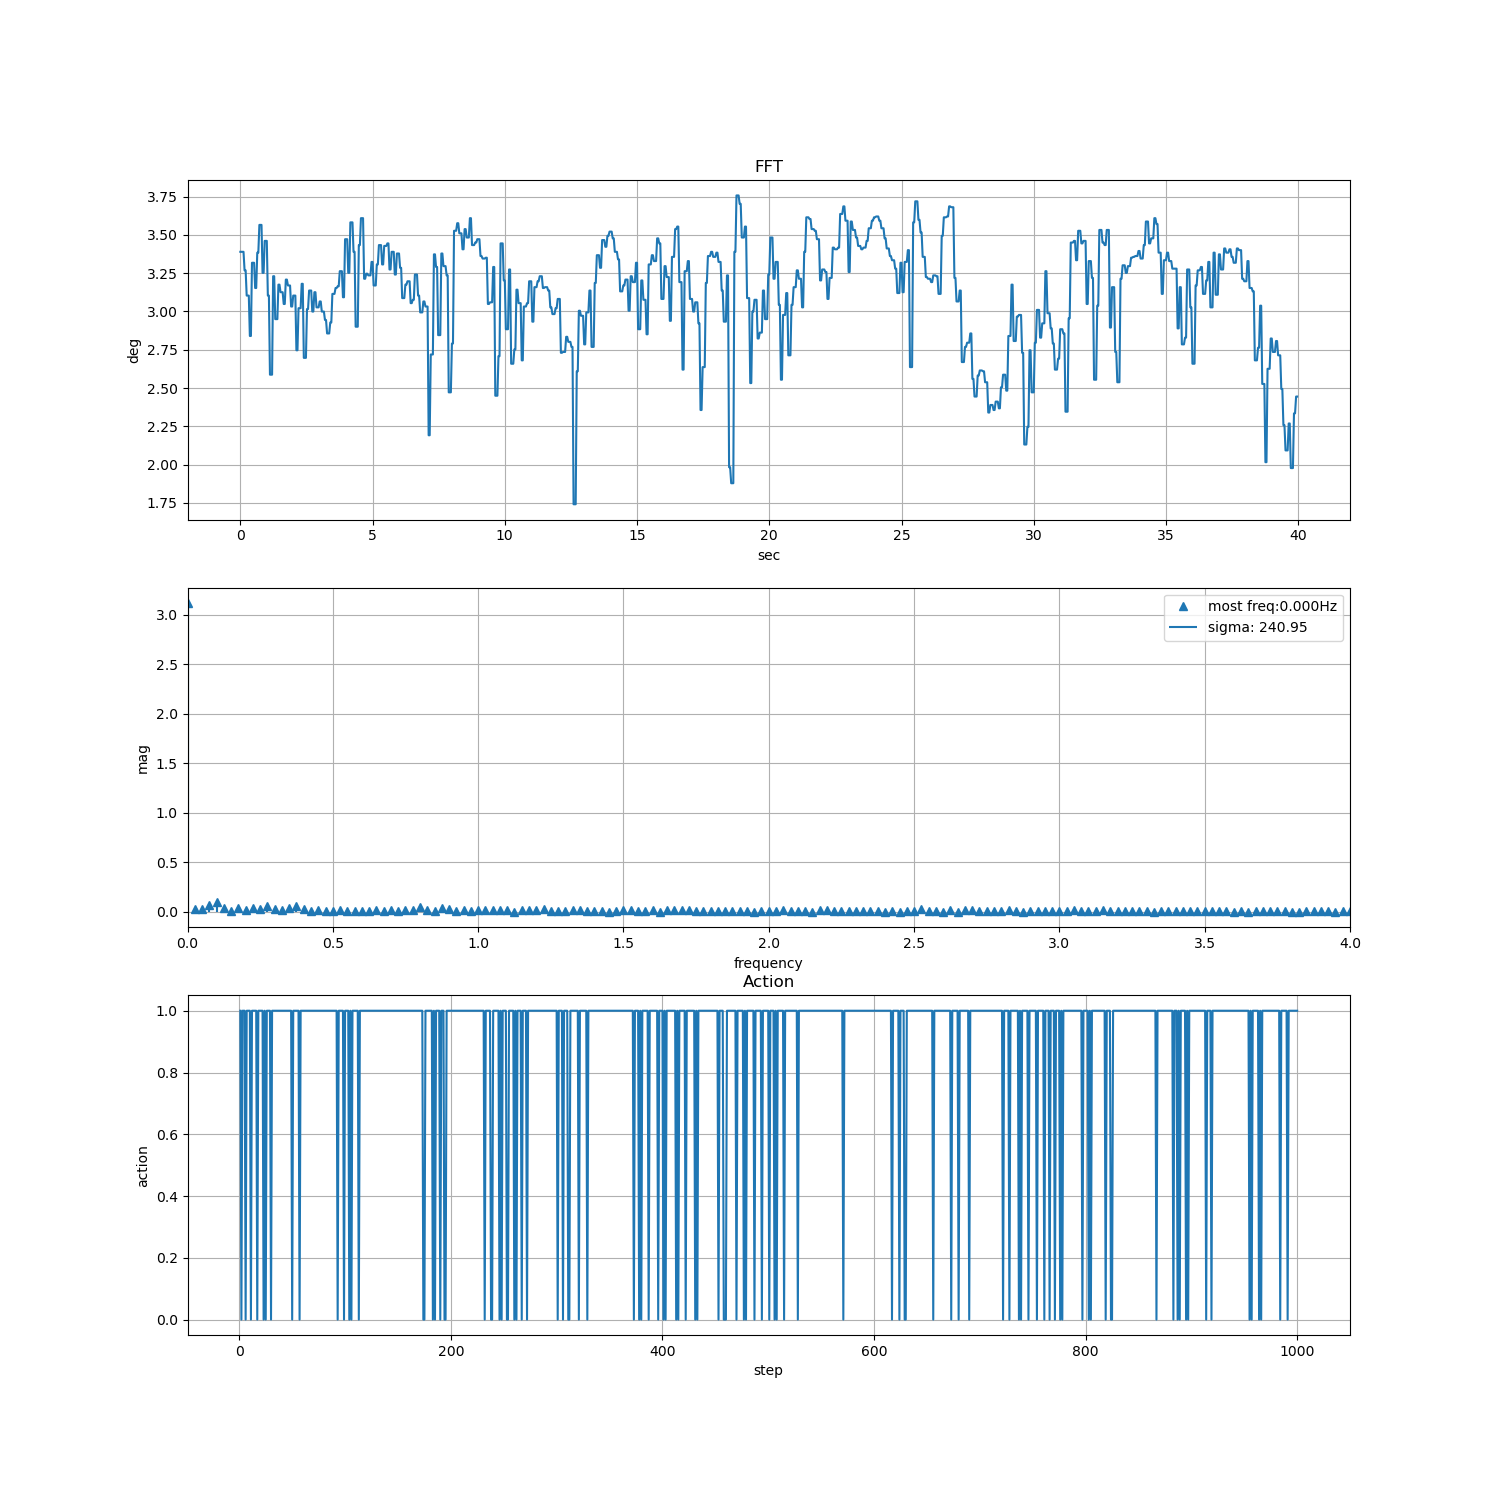 FFT
3.75
3.50
3.25
3.00
2.75
2.50
2.25
2.00
1.75
deg
0 5 10 15 20 25 30 35 40
sec
3.0
2.5
2.0
1.5
1.0
0.5
0.0
mag
most freq:0.000Hz
sigma: 240.95
0.0 0.5 1.0 1.5 2.0 2.5 3.0 3.5 4.0
frequency
Action
1.0
0.8
0.6
0.4
0.2
0.0
action
0 200 400 600 800 1000
step